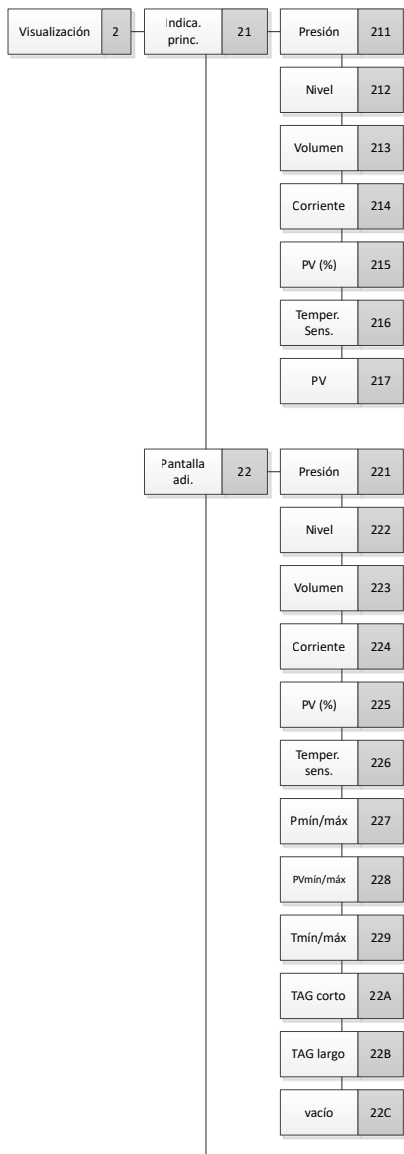 Visualización 2
Indica.
princ.
21
Presión 211
Nivel 212
Volumen 213
Corriente 214
PV (%) 215
Temper.
Sens.
216
PV 217
Pantalla
adi.
22
Presión 221
Nivel 222
Volumen 223
Corriente 224
PV (%) 225
Temper.
sens.
226
Pmín/máx 227
PVmín/máx 228
Tmín/máx 229
TAG corto 22A
TAG largo 22B
vacío 22C